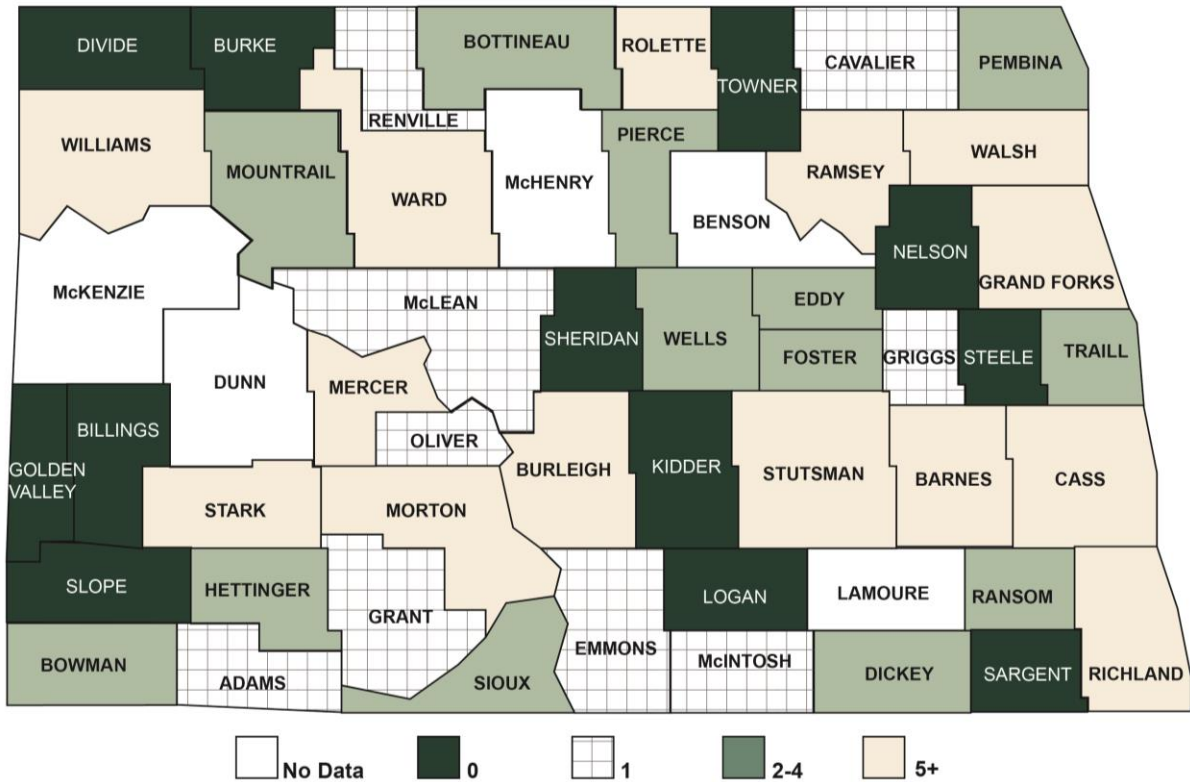 DIVIDE
BURKE
BOTTINEAU
ROLETTE
TOWNER
CAVALIER
PEMBINA
RENVILLE
WILLIAMS
MOUNTRAIL
WARD
McHENRY
PIERCE
BENSON
RAMSEY
WALSH
NELSON
GRAND FORKS
McKENZIE
McLEAN
SHERIDAN
WELLS
EDDY
FOSTER
GRIGGS
STEELE
TRAILL
DUNN
MERCER
OLIVER
BILLINGS
GOLDEN
VALLEY
STARK
MORTON
BURLEIGH
KIDDER
STUTSMAN
BARNES
CASS
SLOPE
HETTINGER
GRANT
EMMONS
LOGAN
LAMOURE
RANSOM
BOWMAN
ADAMS
SIOUX
McINTOSH
DICKEY
SARGENT
RICHLAND
No Data
0
1
2-4
5+